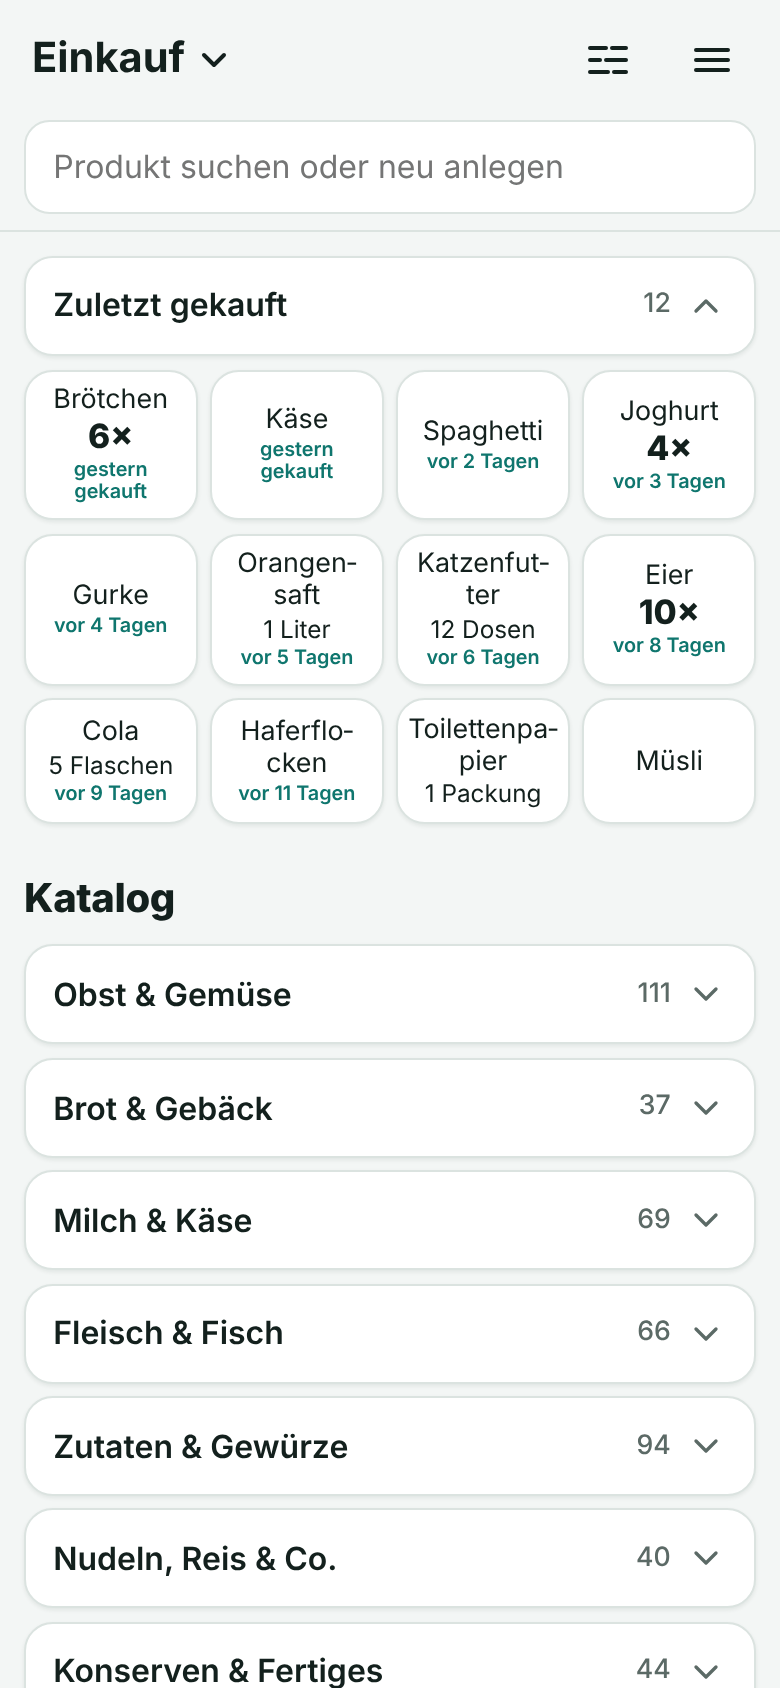 Einkauf
Produkt suchen oder neu anlegen
Zuletzt gekauft 12
Brötchen
6×
gestern
gekauft
Käse
gestern
gekauft
Spaghetti
vor 2 Tagen
Joghurt
4×
vor 3 Tagen
Gurke
vor 4 Tagen
Orangen-
saft
1 Liter
vor 5 Tagen
Katzenfut-
ter
12 Dosen
vor 6 Tagen
Eier
10×
vor 8 Tagen
Cola
5 Flaschen
vor 9 Tagen
Haferflo-
cken
vor 11 Tagen
Toilettenpa-
pier
1 Packung
Müsli
Katalog
Obst & Gemüse 111
Brot & Gebäck 37
Milch & Käse 69
Fleisch & Fisch 66
Zutaten & Gewürze 94
Nudeln, Reis & Co. 40
Konserven & Fertiges 44